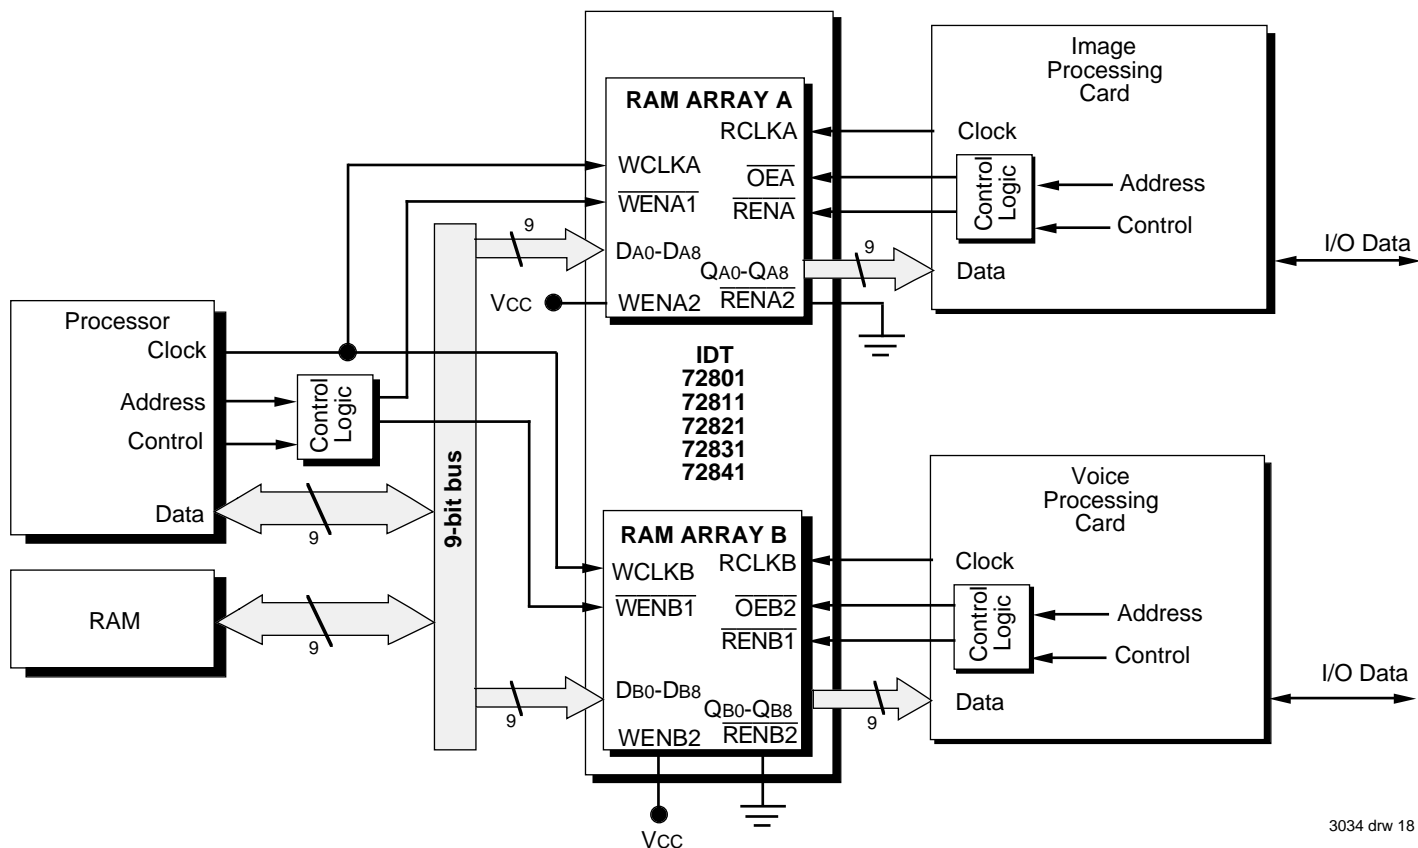 Processor
Clock
Address
Control
Data
Control
Logic
9
RAM
9
9-bit bus
9
9
VCC
RAM ARRAY A
RCLKA
WCLKA
OEA
WENA1
RENA
DA0-DA8
QA0-QA8
WENA2
RENA2
IDT
72801
72811
72821
72831
72841
RAM ARRAY B
RCLKB
WCLKB
OEB2
WENB1
RENB1
DB0-DB8
QB0-QB8
WENB2
RENB2
VCC
9
Image
Processing
Card
Clock
Control
Logic
Address
Control
Data
I/O Data
9
Voice
Processing
Card
Clock
Control
Logic
Address
Control
Data
I/O Data
3034 drw 18